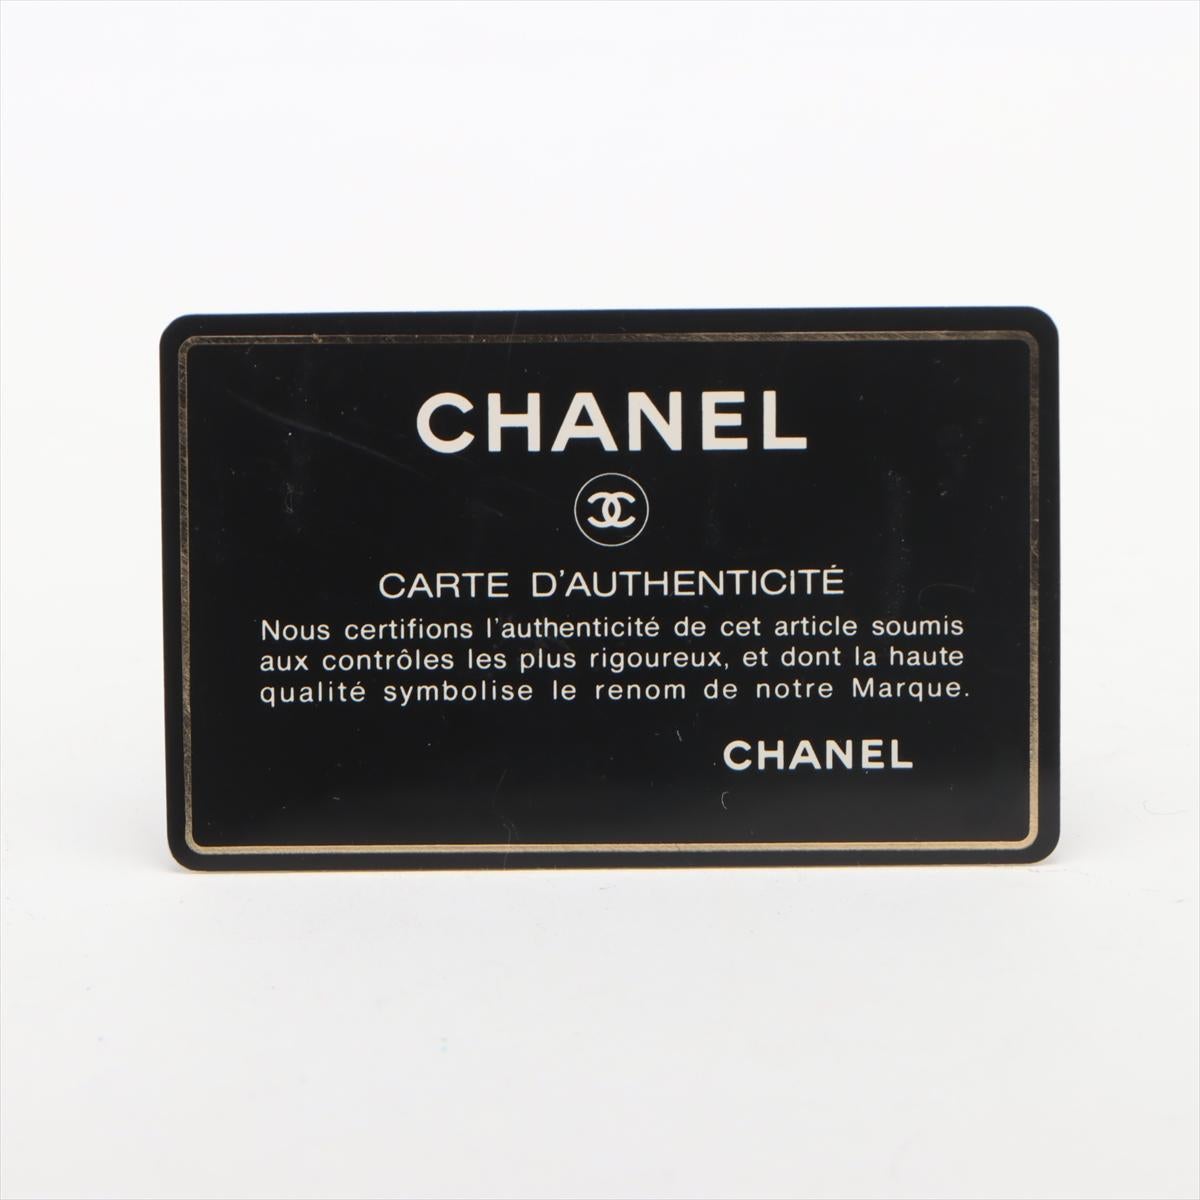 CHANEL
CARTE D'AUTHENTICITÉ
Nous certifions l'authenticité de cet article soumis
aux contrôles les plus rigoureux, et dont la haute
qualité symbolise le renom de notre Marque.
CHANEL